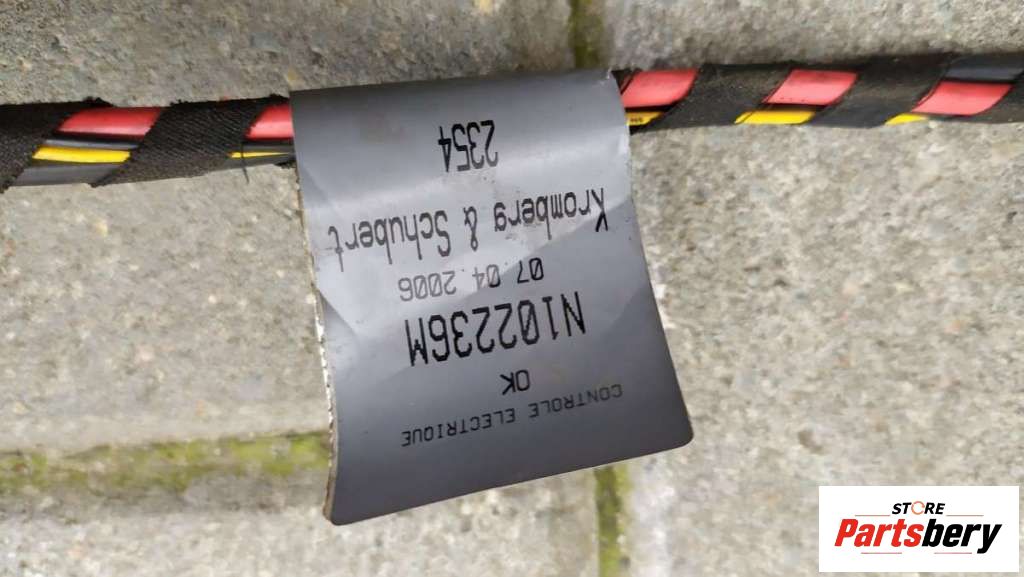 CONTROLE ELECTRIQUE
OK
N102236M
07 04 2006
Kromberg & Schubert
2354
STORE
Partsbery